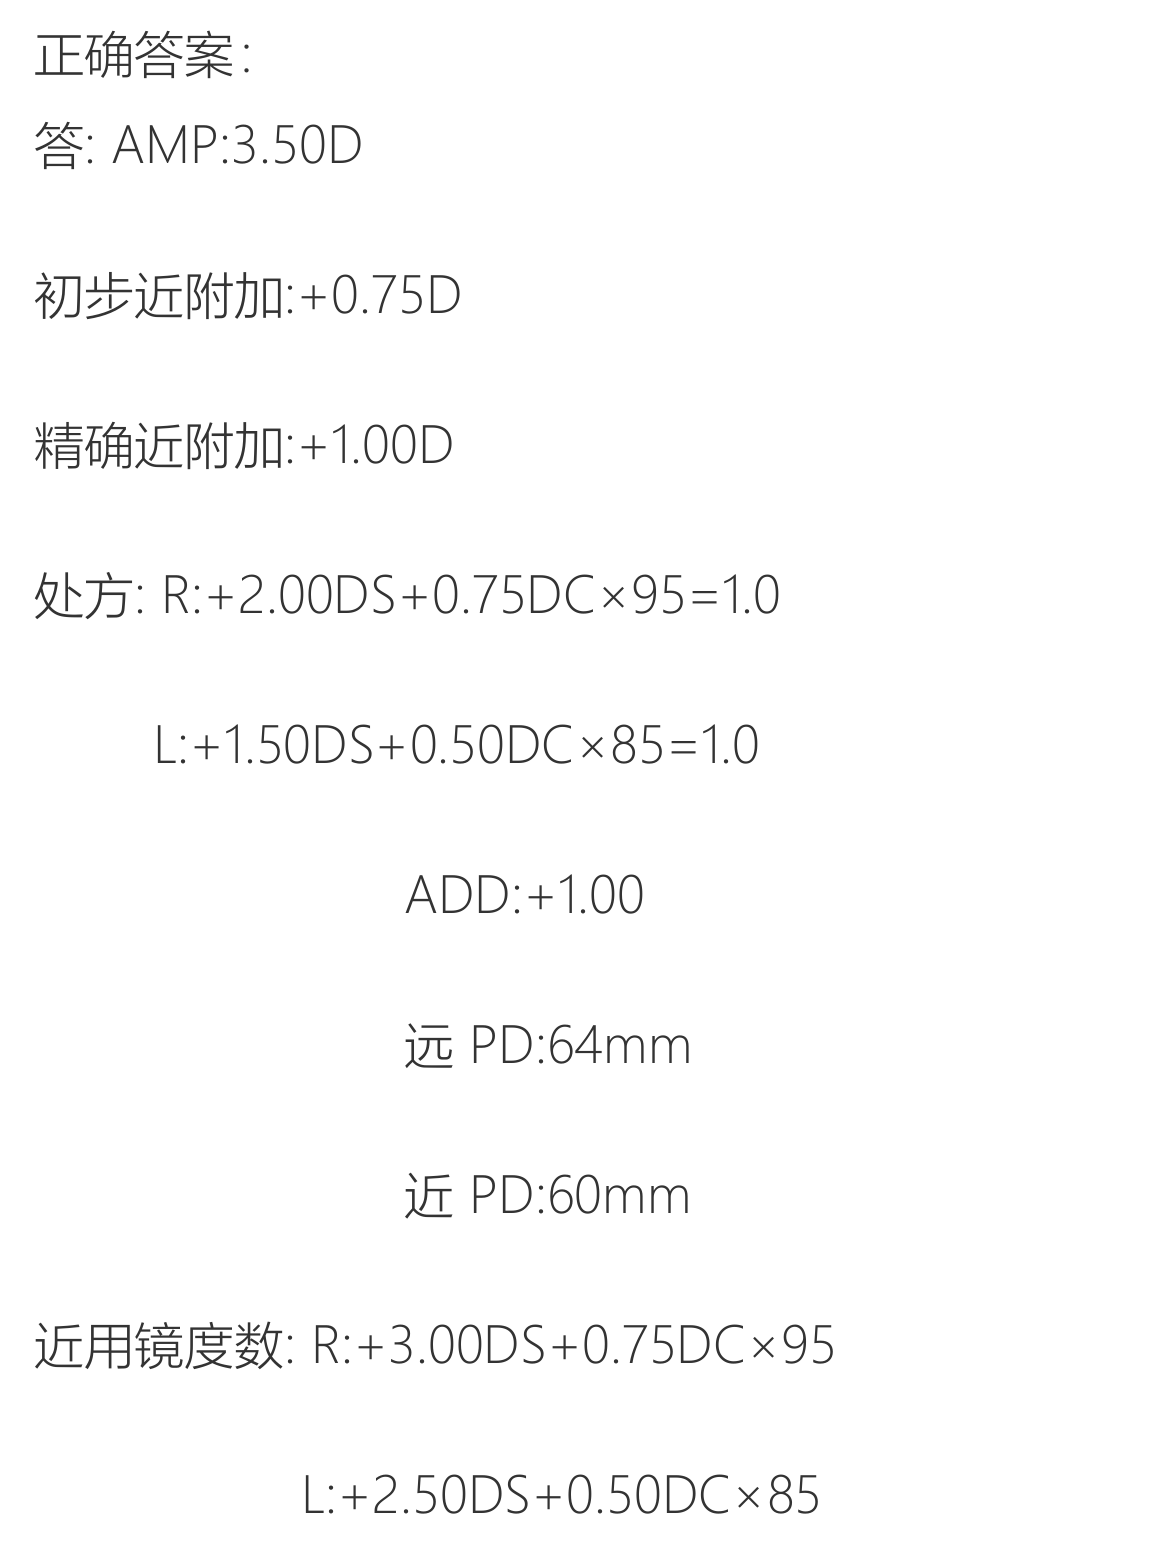 正确答案：
答: AMP:3.50D
初步近附加:+0.75D
精确近附加:+1.00D
处方: R:+2.00DS+0.75DC×95=1.0
L:+1.50DS+0.50DC×85=1.0
ADD:+1.00
远 PD:64mm
近 PD:60mm
近用镜度数: R:+3.00DS+0.75DC×95
L:+2.50DS+0.50DC×85